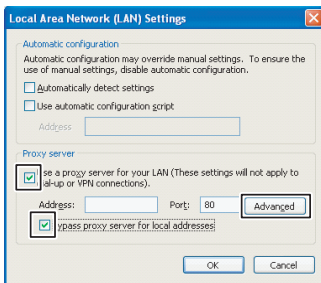 Local Area Network (LAN) Settings
Automatic configuration
Automatic configuration may override manual settings. To ensure the
use of manual settings, disable automatic configuration.
Automatically detect settings
Use automatic configuration script
Address
Proxy server
se a proxy server for your LAN (These settings will not apply to
ial-up or VPN connections).
Address:
Port: 80
Advanced
ypass proxy server for local addresses
OK
Cancel